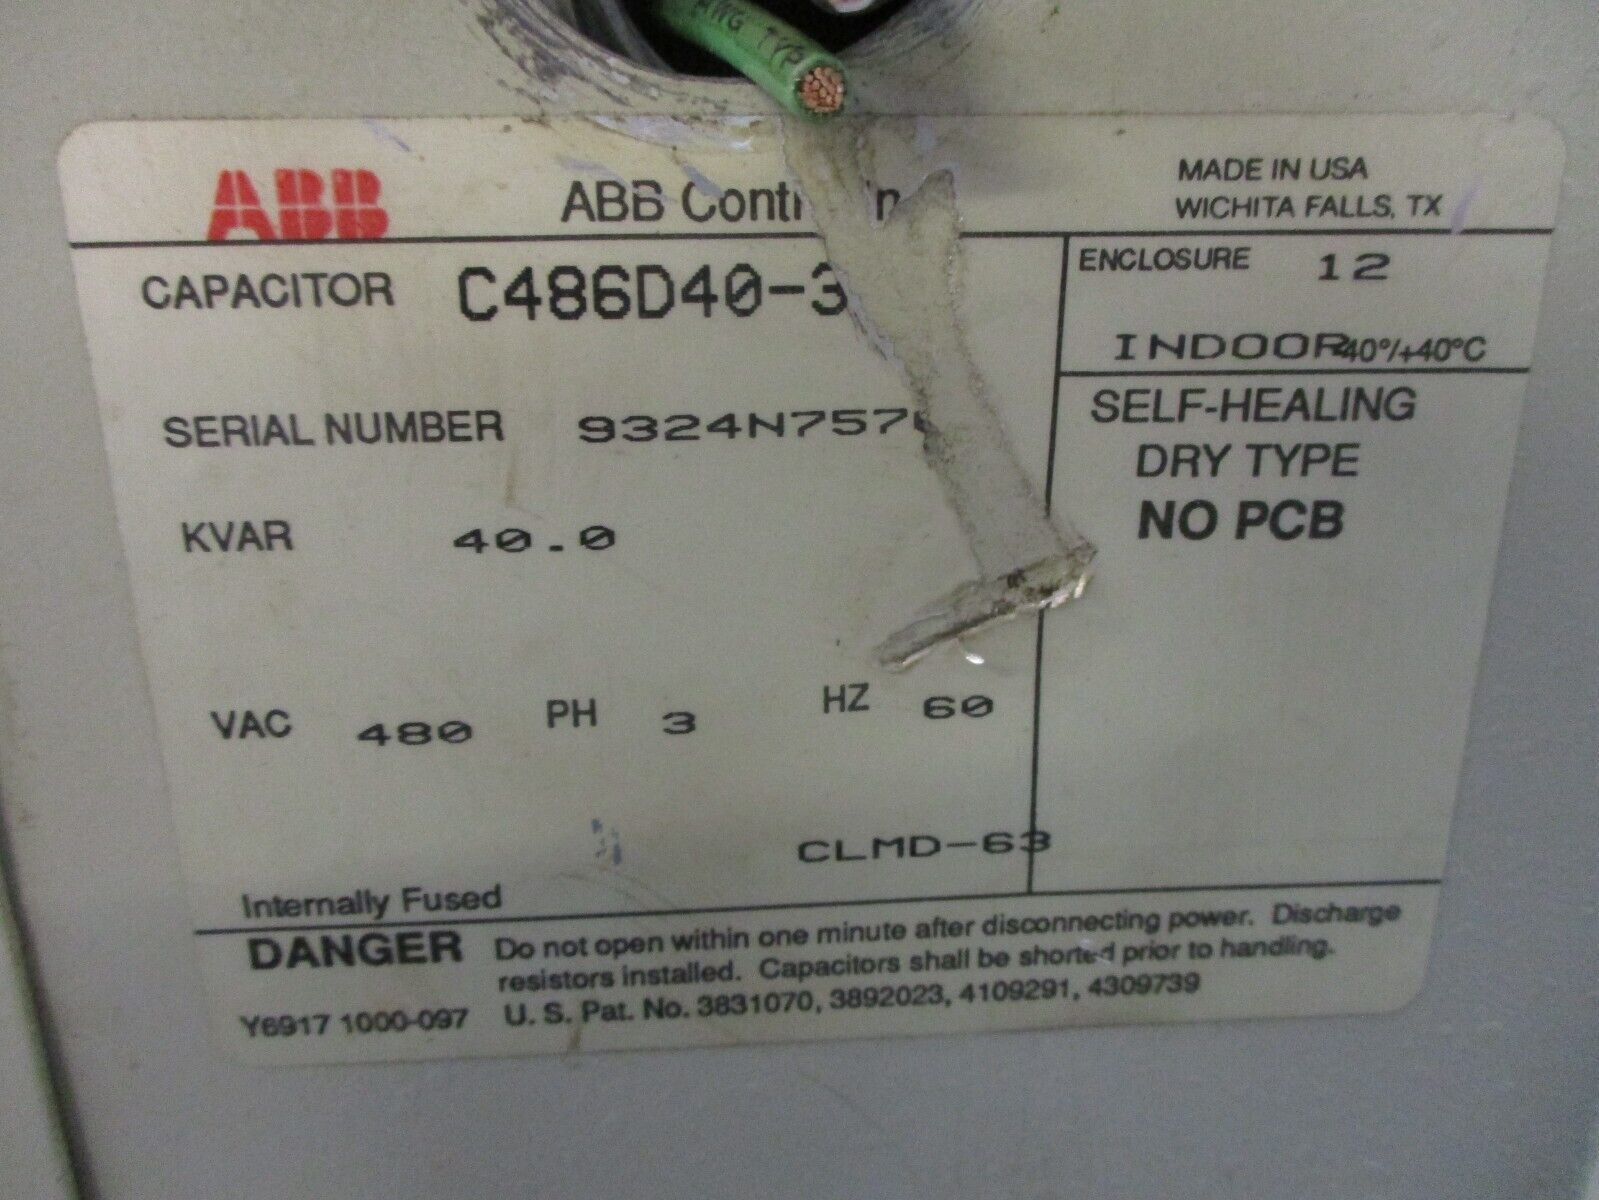 AWG TYP
ABB
ABB
MADE IN USA
WICHITA FALLS, TX
CAPACITOR C486D40-3
ENCLOSURE 12
INDOOR -40°/+40°C
SERIAL NUMBER
SELF-HEALING
DRY TYPE
NO PCB
KVAR 40.0
VAC 480 PH 3 HZ 60
CLMD-63
Internally Fused
DANGER Do not open within one minute after disconnecting power. Discharge
resistors installed. Capacitors shall be shorted prior to handling.
Y6917 1000-097 U. S. Pat. No. 3831070, 3892023, 4109291, 4309739